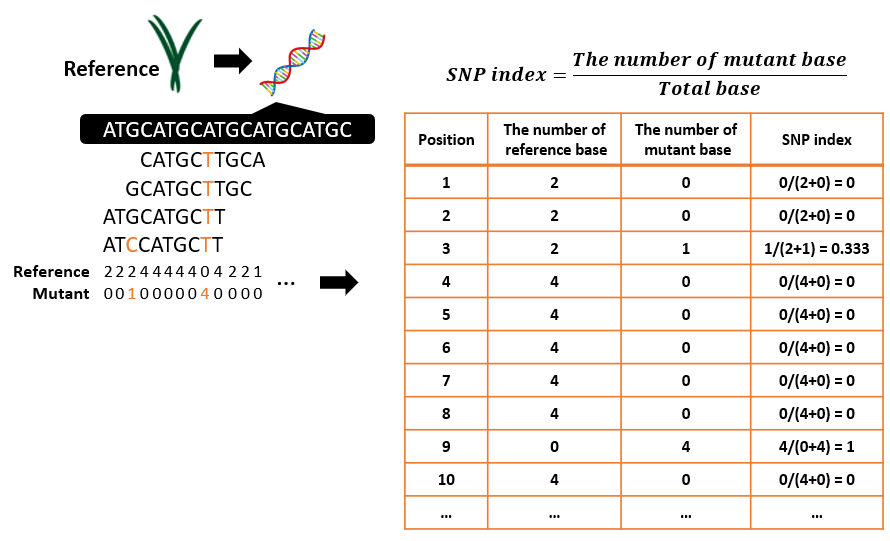 Reference
ATGCATGCATGCATGCATGC
CATGCTTGCA
GCATGCTTGC
ATGCATGCTT
ATCCATGCTT
Reference 2 2 2 4 4 4 4 4 0 4 2 2 1
Mutant 0 0 1 0 0 0 0 0 4 0 0 0 0
...
SNP index = The number of mutant base / Total base
Position The number of reference base The number of mutant base SNP index
1 2 0 0/(2+0) = 0
2 2 0 0/(2+0) = 0
3 2 1 1/(2+1) = 0.333
4 4 0 0/(4+0) = 0
5 4 0 0/(4+0) = 0
6 4 0 0/(4+0) = 0
7 4 0 0/(4+0) = 0
8 4 0 0/(4+0) = 0
9 0 4 4/(0+4) = 1
10 4 0 0/(4+0) = 0
... ... ... ...